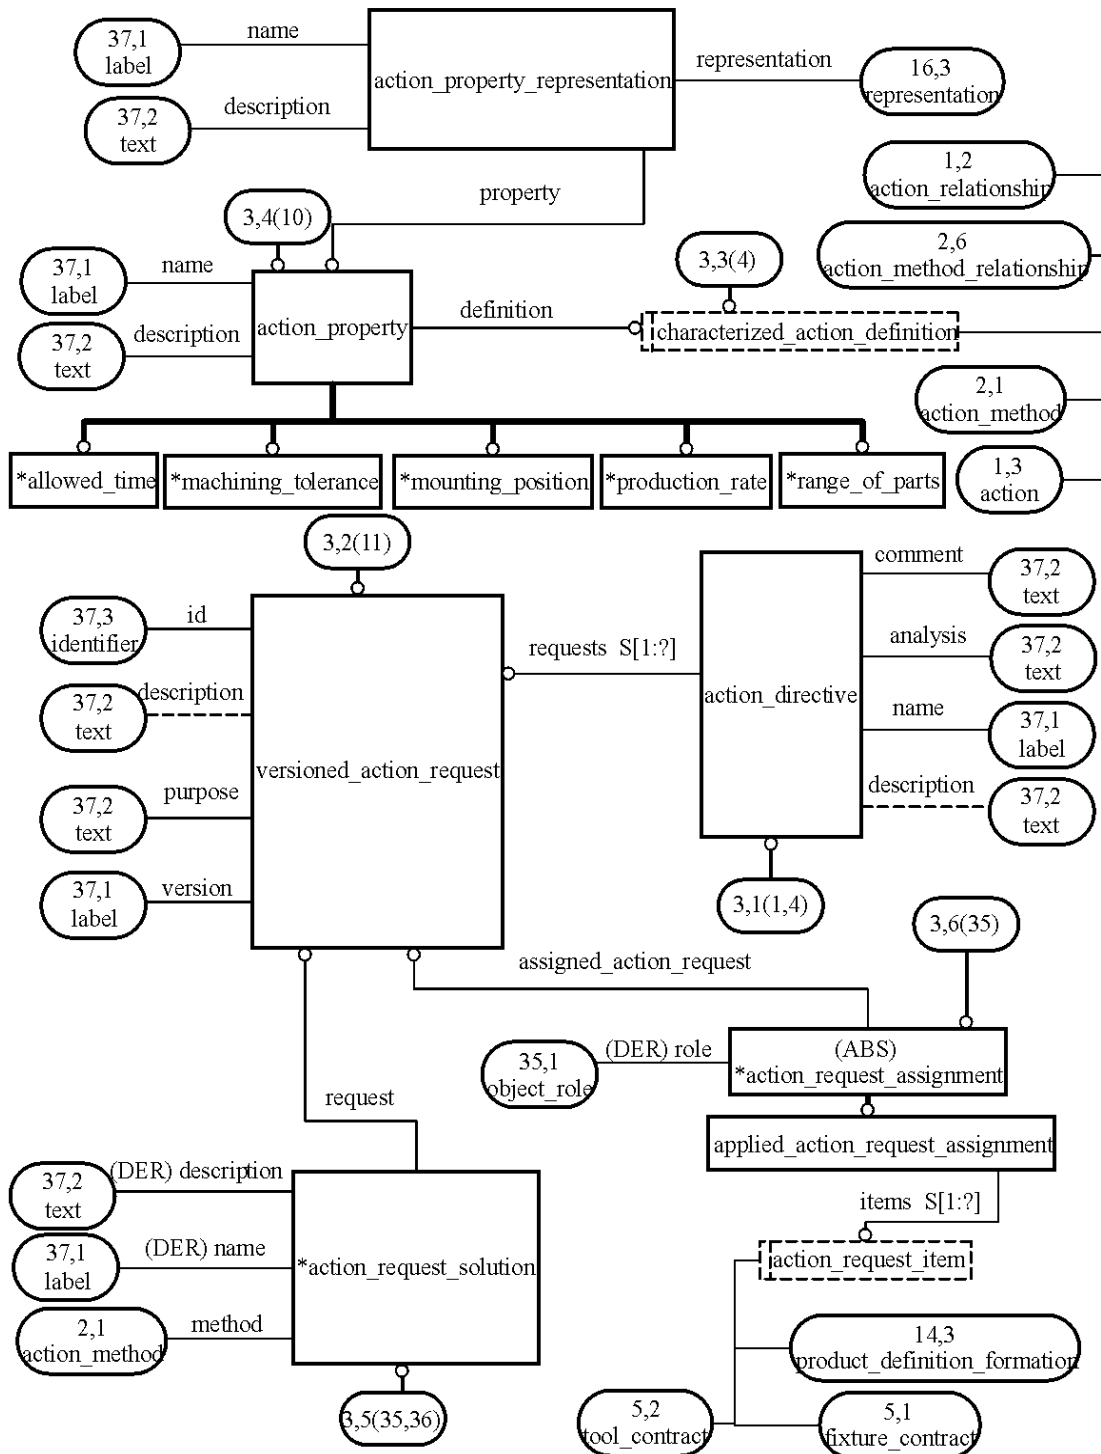 37,1
label
name
action_property_representation
representation
16,3
representation
37,2
text
description
1,2
action_relationship
property
3,4(10)
2,6
action_method_relationship
37,1
label
name
3,3(4)
action_property
definition
characterized_action_definition
37,2
text
description
2,1
action_method
*allowed_time
*machining_tolerance
*mounting_position
*production_rate
*range_of_parts
1,3
action
3,2(11)
comment
37,2
text
37,3
identifier
id
requests S[1:?]
analysis
37,2
text
description
37,2
text
action_directive
name
37,1
label
versioned_action_request
purpose
37,2
text
description
37,2
text
37,1
label
version
3,1(1,4)
3,6(35)
assigned_action_request
35,1
object_role
(DER) role
(ABS)
*action_request_assignment
request
applied_action_request_assignment
(DER) description
37,2
text
items S[1:?]
(DER) name
37,1
label
*action_request_solution
action_request_item
method
2,1
action_method
14,3
product_definition_formation
3,5(35,36)
5,2
tool_contract
5,1
fixture_contract